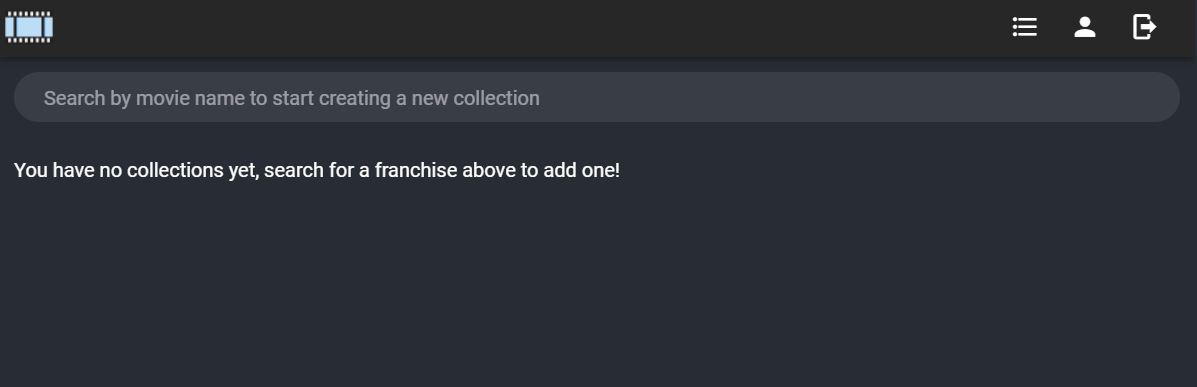 Search by movie name to start creating a new collection
You have no collections yet, search for a franchise above to add one!